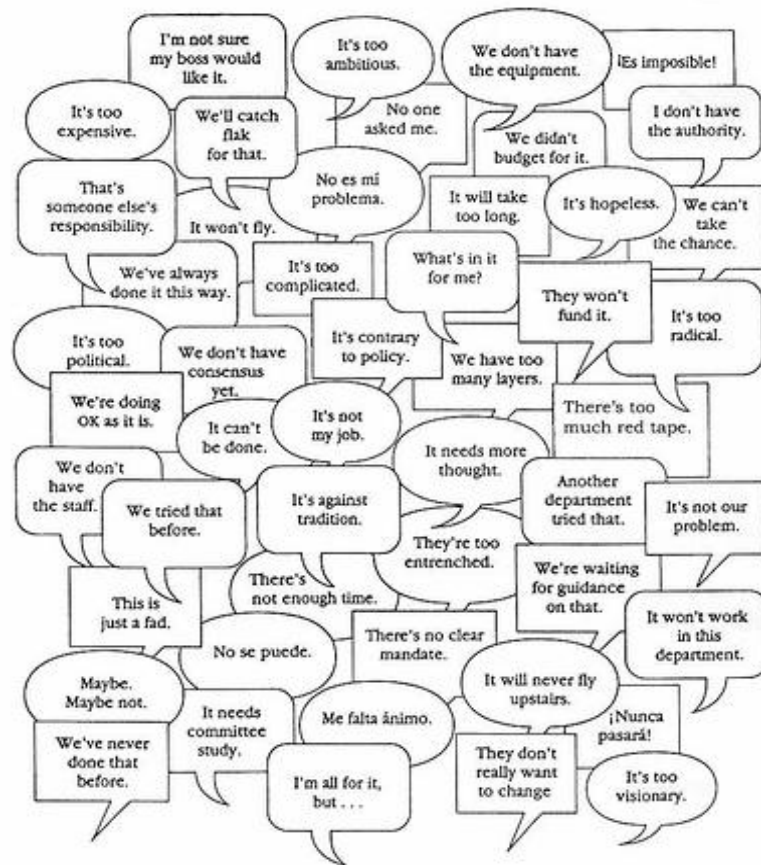 I'm not sure
my boss would
like it.
It's too
ambitious.
We don't have
the equipment.
¡Es imposible!
It's too
expensive.
We'll catch
flak
for that.
No one
asked me.
We didn't
budget for it.
I don't have
the authority.
That's
someone else's
responsibility.
It won't fly.
No es mi
problema.
It will take
too long.
It's hopeless.
We can't
take
the chance.
We've always
done it this way.
It's too
complicated.
What's in it
for me?
They won't
fund it.
It's too
radical.
It's too
political.
We don't have
consensus
yet.
It's contrary
to policy.
We have too
many layers.
We're doing
OK as it is.
It can't
be done.
It's not
my job.
There's too
much red tape.
It needs more
thought.
We don't
have
the staff.
We tried that
before.
It's against
tradition.
Another
department
tried that.
It's not our
problem.
They're too
entrenched.
This is
just a fad.
There's
not enough time.
We're waiting
for guidance
on that.
It won't work
in this
department.
No se puede.
There's no clear
mandate.
Maybe.
Maybe not.
It will never fly
upstairs.
It needs
committee
study.
Me falta ánimo.
¡Nunca
pasará!
We've never
done that
before.
I'm all for it,
but . . .
They don't
really want
to change
It's too
visionary.